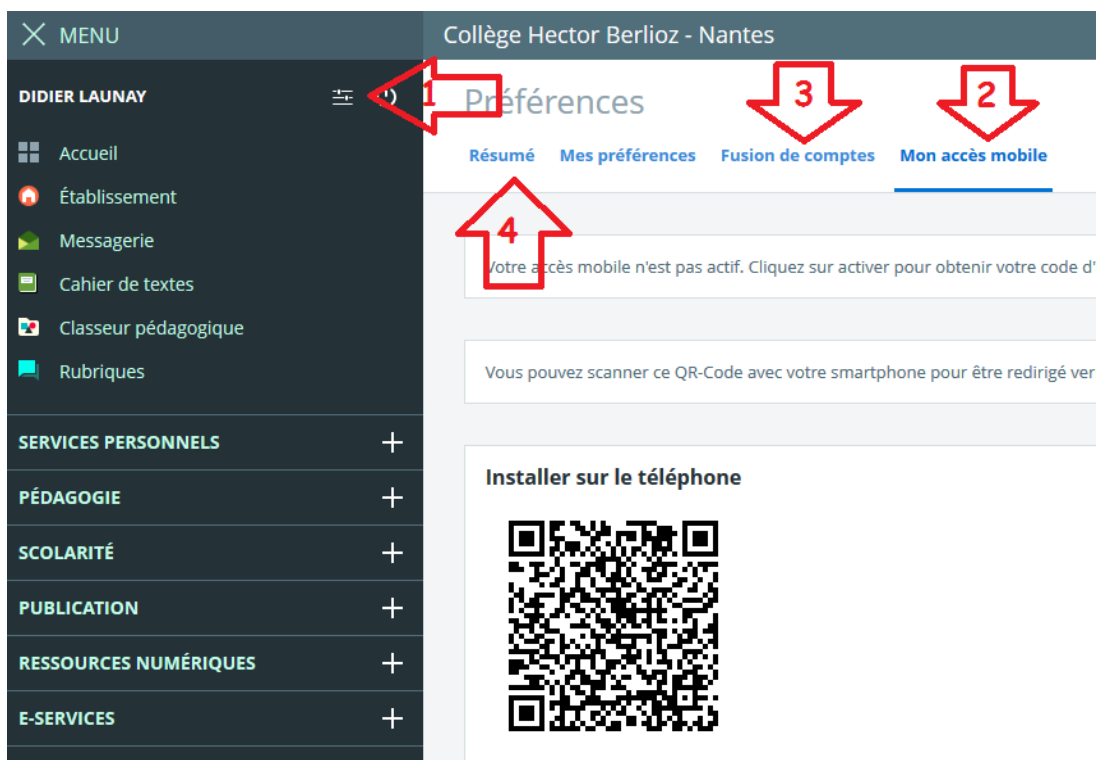 MENU
Collège Hector Berlioz - Nantes
DIDIER LAUNAY
1
Préférences
3
2
Résumé Mes préférences Fusion de comptes Mon accès mobile
4
Accueil
Établissement
Messagerie
Cahier de textes
Classeur pédagogique
Rubriques
SERVICES PERSONNELS
PÉDAGOGIE
SCOLARITÉ
PUBLICATION
RESSOURCES NUMÉRIQUES
E-SERVICES
Votre accès mobile n'est pas actif. Cliquez sur activer pour obtenir votre code d'
Vous pouvez scanner ce QR-Code avec votre smartphone pour être redirigé ver
Installer sur le téléphone